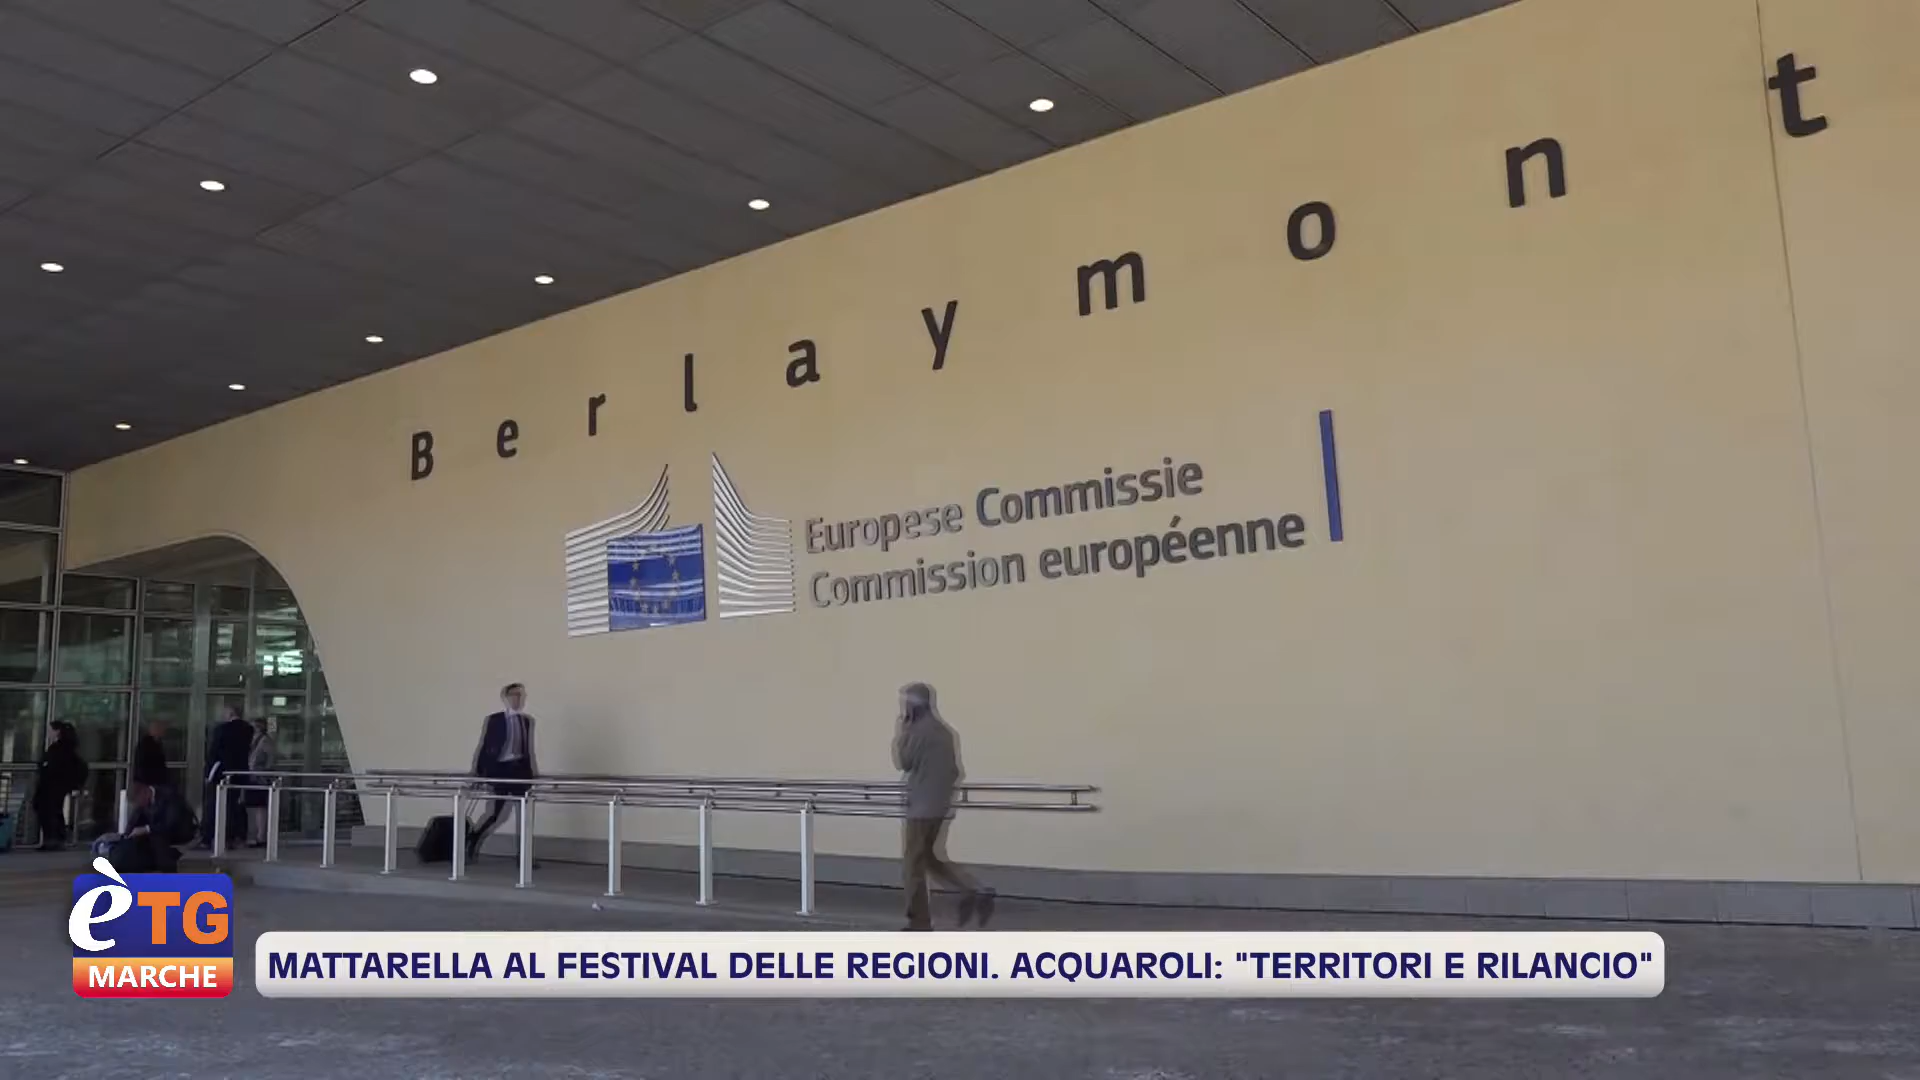 Berlaymont
Europese Commissie
Commission européenne
èTG
MARCHE
MATTARELLA AL FESTIVAL DELLE REGIONI. ACQUAROLI: "TERRITORI E RILANCIO"